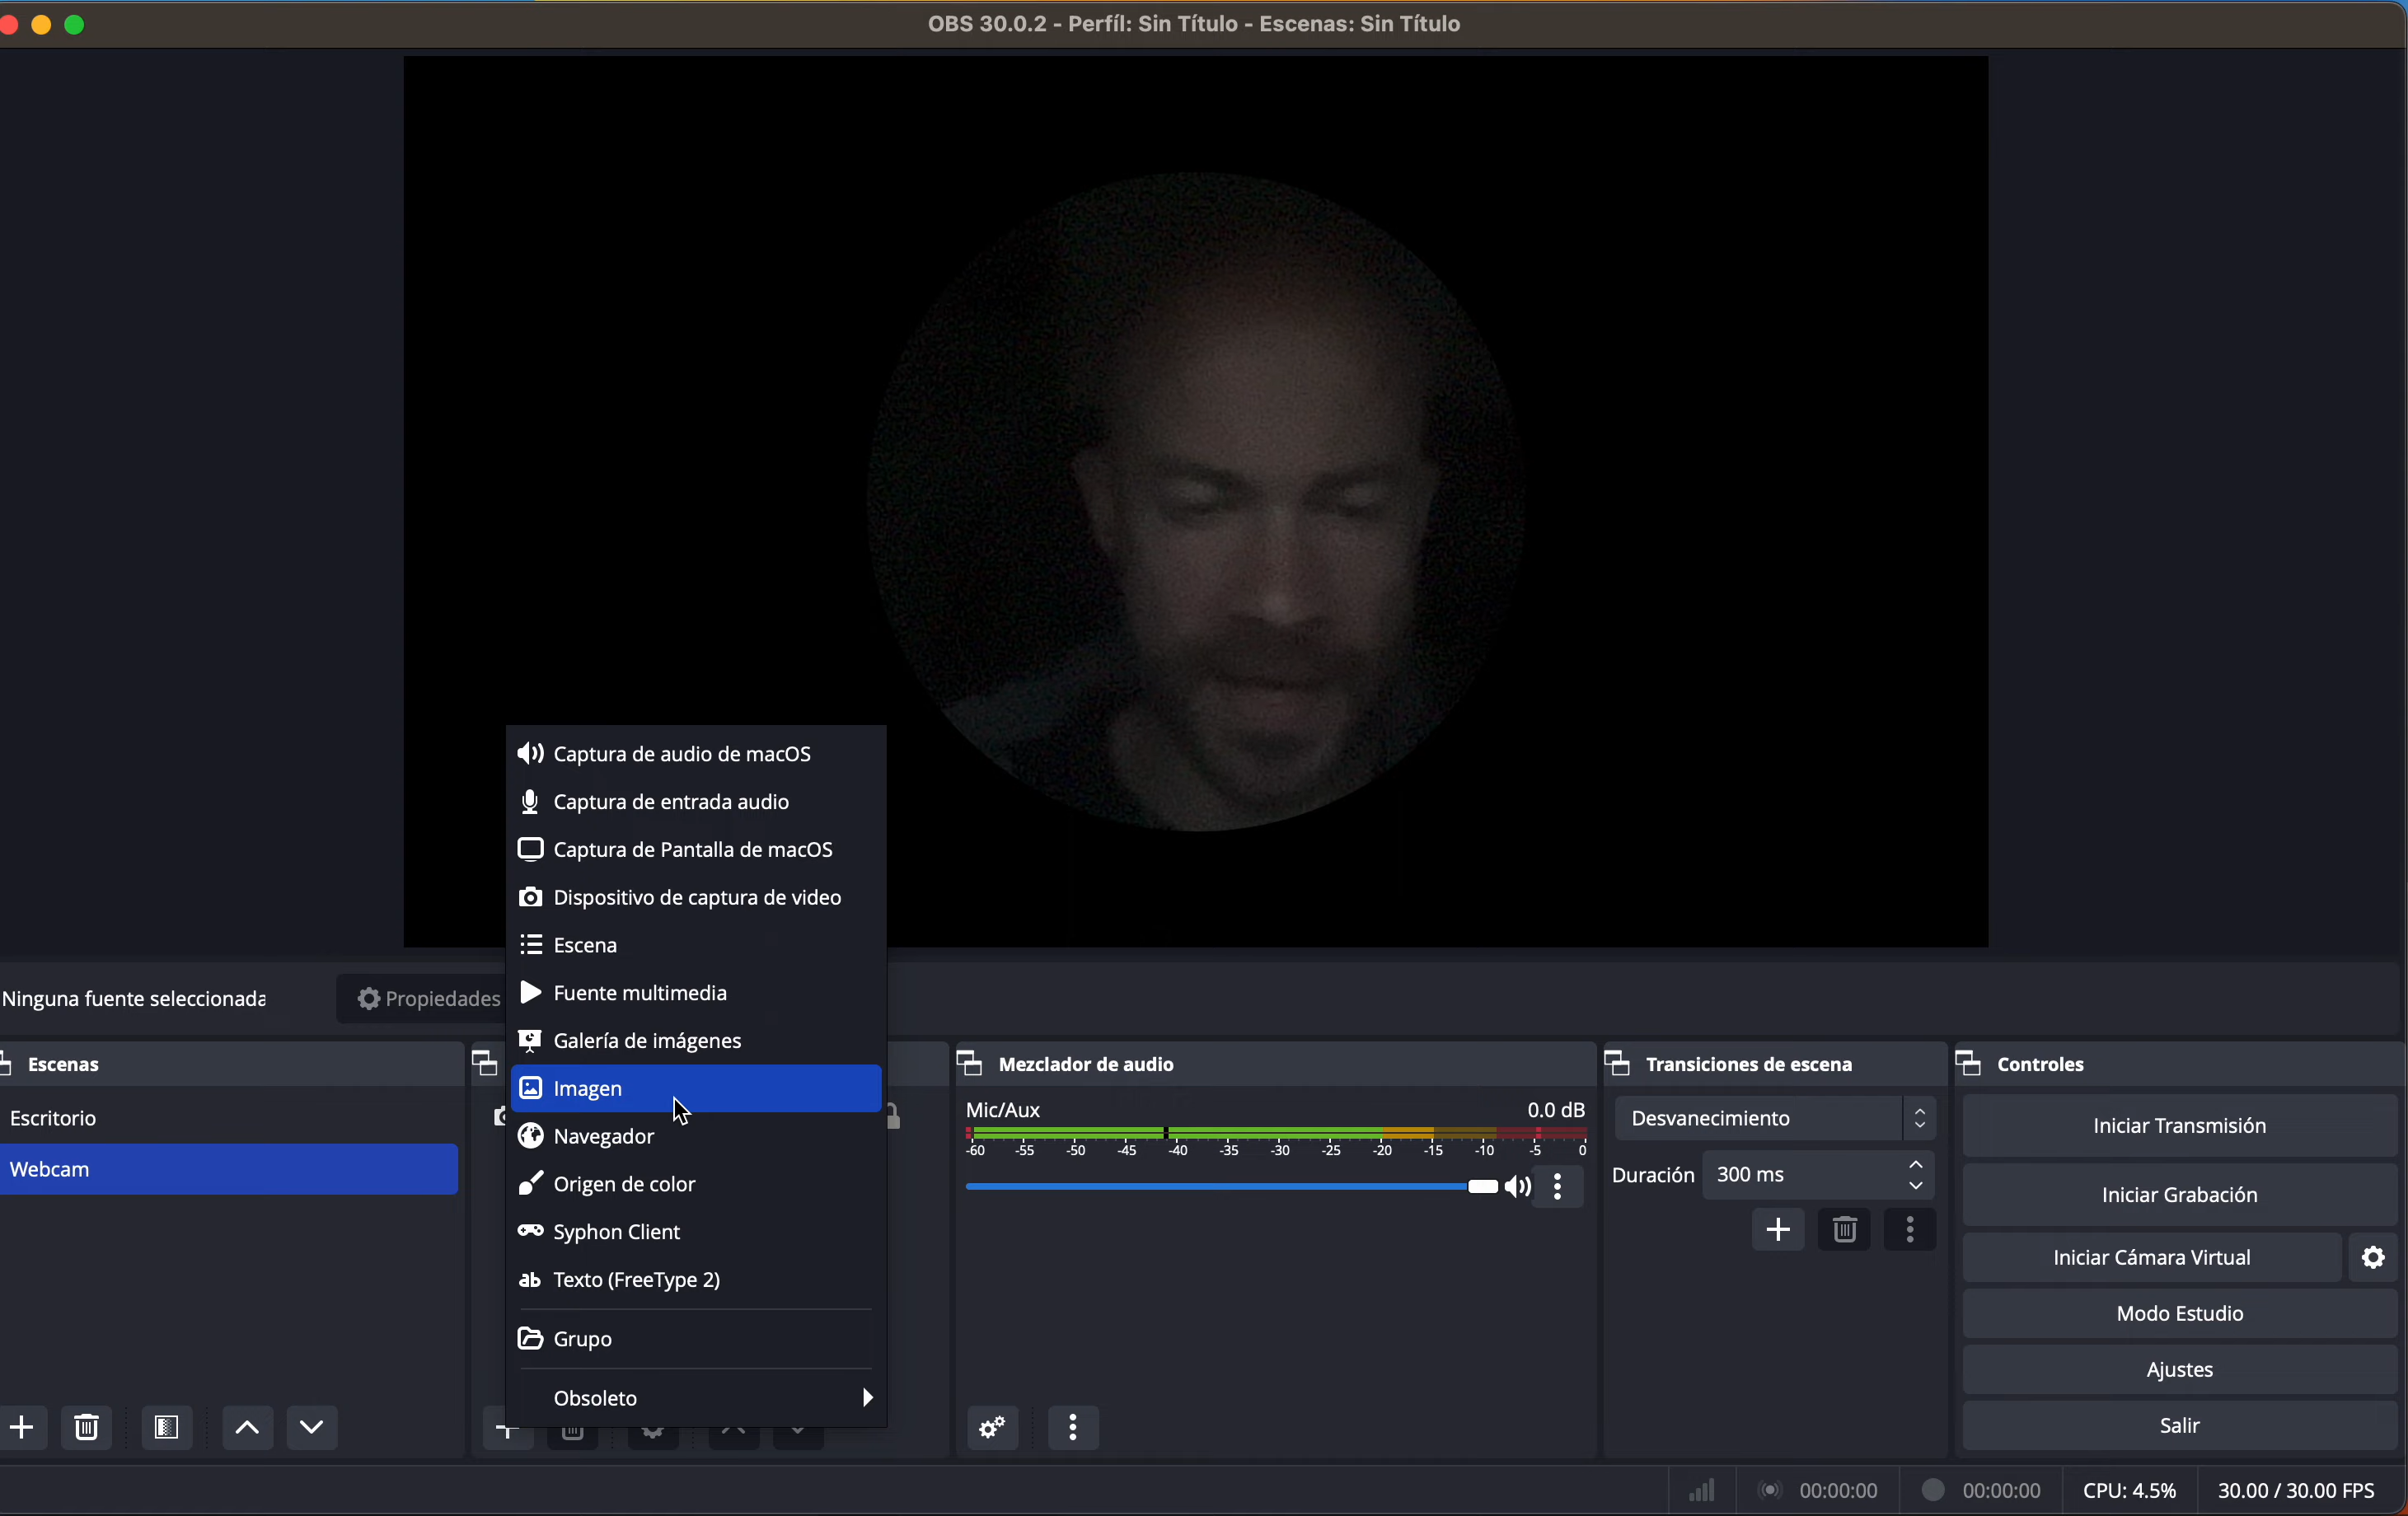 OBS 30.0.2 - Perfíl: Sin Título - Escenas: Sin Título
Captura de audio de macOS
Captura de entrada audio
Captura de Pantalla de macOS
Dispositivo de captura de video
Escena
Fuente multimedia
Galería de imágenes
Imagen
Navegador
Origen de color
Syphon Client
ab Texto (FreeType 2)
Grupo
Obsoleto
Ninguna fuente seleccionada
Propiedades
Escenas
Escritorio
Webcam
Mezclador de audio
Mic/Aux 0.0 dB
-60 -55 -50 -45 -40 -35 -30 -25 -20 -15 -10 -5 0
Transiciones de escena
Desvanecimiento
Duración 300 ms
Controles
Iniciar Transmisión
Iniciar Grabación
Iniciar Cámara Virtual
Modo Estudio
Ajustes
Salir
00:00:00 00:00:00 CPU: 4.5% 30.00 / 30.00 FPS